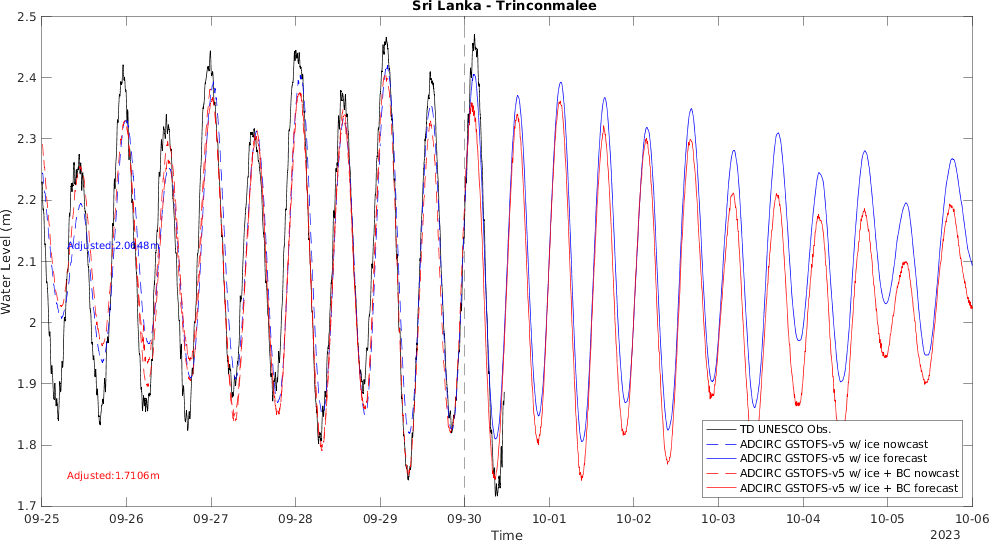 Sri Lanka - Trinconmalee
2.5
2.4
2.3
2.2
2.1
2
1.9
1.8
1.7
Water Level (m)
Adjusted:2.0648m
Adjusted:1.7106m
TD UNESCO Obs.
ADCIRC GSTOFS-v5 w/ ice nowcast
ADCIRC GSTOFS-v5 w/ ice forecast
ADCIRC GSTOFS-v5 w/ ice + BC nowcast
ADCIRC GSTOFS-v5 w/ ice + BC forecast
09-25 09-26 09-27 09-28 09-29 09-30 10-01 10-02 10-03 10-04 10-05 10-06
Time
2023